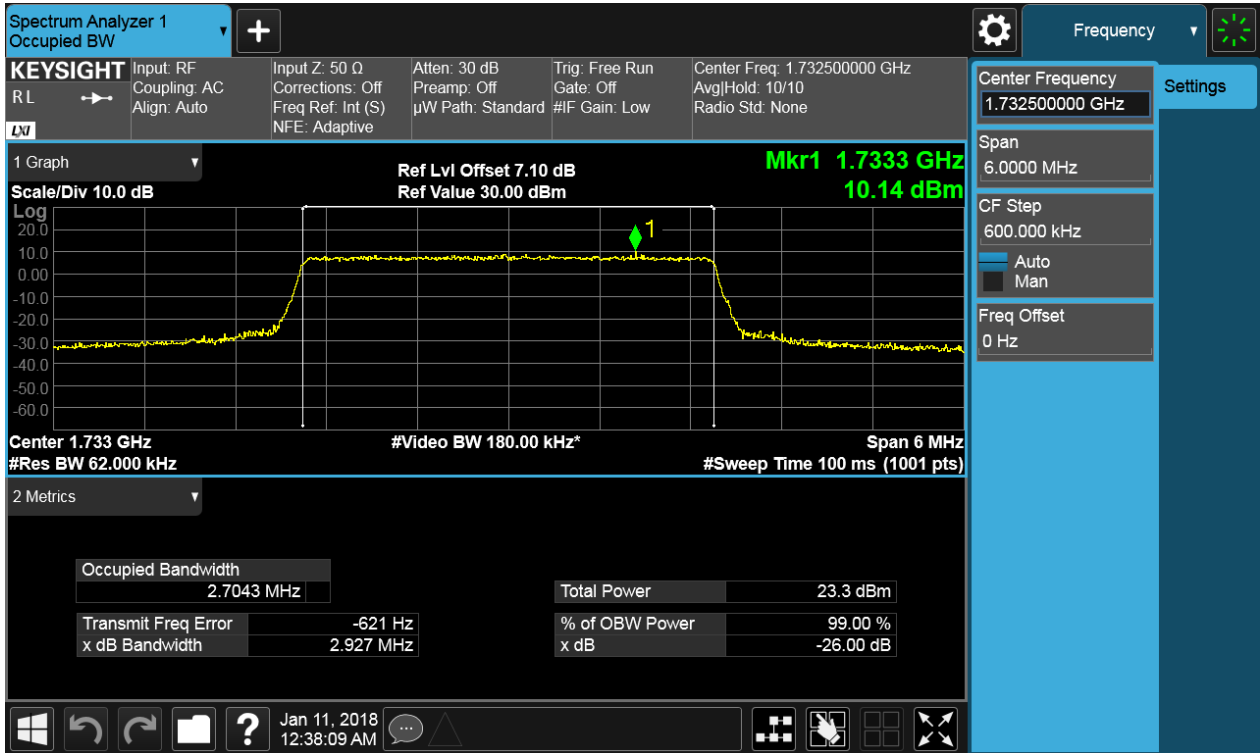 Spectrum Analyzer 1
Occupied BW
+
Frequency
KEYSIGHT
RL
LXI
Input: RF
Coupling: AC
Align: Auto
Input Z: 50 Ω
Corrections: Off
Freq Ref: Int (S)
NFE: Adaptive
Atten: 30 dB
Preamp: Off
µW Path: Standard
Trig: Free Run
Gate: Off
#IF Gain: Low
Center Freq: 1.732500000 GHz
Avg|Hold: 10/10
Radio Std: None
Center Frequency
1.732500000 GHz
Settings
Span
6.0000 MHz
CF Step
600.000 kHz
Auto
Man
Freq Offset
0 Hz
1 Graph
Scale/Div 10.0 dB
Log
Ref Lvl Offset 7.10 dB
Ref Value 30.00 dBm
Mkr1 1.7333 GHz
10.14 dBm
1
20.0
10.0
0.00
-10.0
-20.0
-30.0
-40.0
-50.0
-60.0
Center 1.733 GHz
#Video BW 180.00 kHz*
Span 6 MHz
#Res BW 62.000 kHz
#Sweep Time 100 ms (1001 pts)
2 Metrics
Occupied Bandwidth
2.7043 MHz
Total Power 23.3 dBm
Transmit Freq Error -621 Hz
% of OBW Power 99.00 %
x dB Bandwidth 2.927 MHz
x dB -26.00 dB
?
Jan 11, 2018
12:38:09 AM